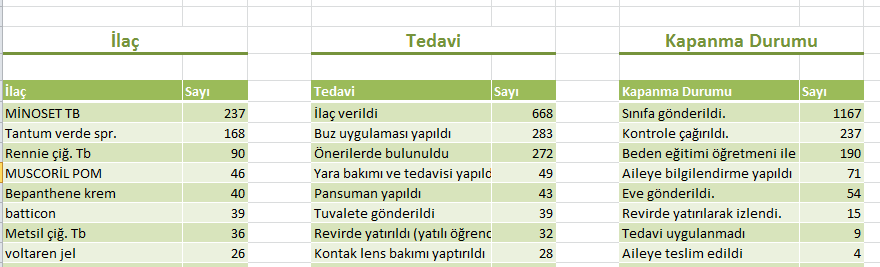 İlaç Tedavi Kapanma Durumu
İlaç Sayı Tedavi Sayı Kapanma Durumu Sayı
MİNOSET TB 237 İlaç verildi 668 Sınıfa gönderildi. 1167
Tantum verde spr. 168 Buz uygulaması yapıldı 283 Kontrole çağırıldı. 237
Rennie çiğ. Tb 90 Önerilerde bulunuldu 272 Beden eğitimi öğretmeni ile 190
MUSCORİL POM 46 Yara bakımı ve tedavisi yapıld 49 Aileye bilgilendirme yapıldı 71
Bepanthene krem 40 Pansuman yapıldı 43 Eve gönderildi. 54
batticon 39 Tuvalete gönderildi 39 Revirde yatırılarak izlendi. 15
Metsil çiğ. Tb 36 Revirde yatırıldı (yatılı öğrenc 32 Tedavi uygulanmadı 9
voltaren jel 26 Kontak lens bakımı yaptırıldı 28 Aileye teslim edildi 4